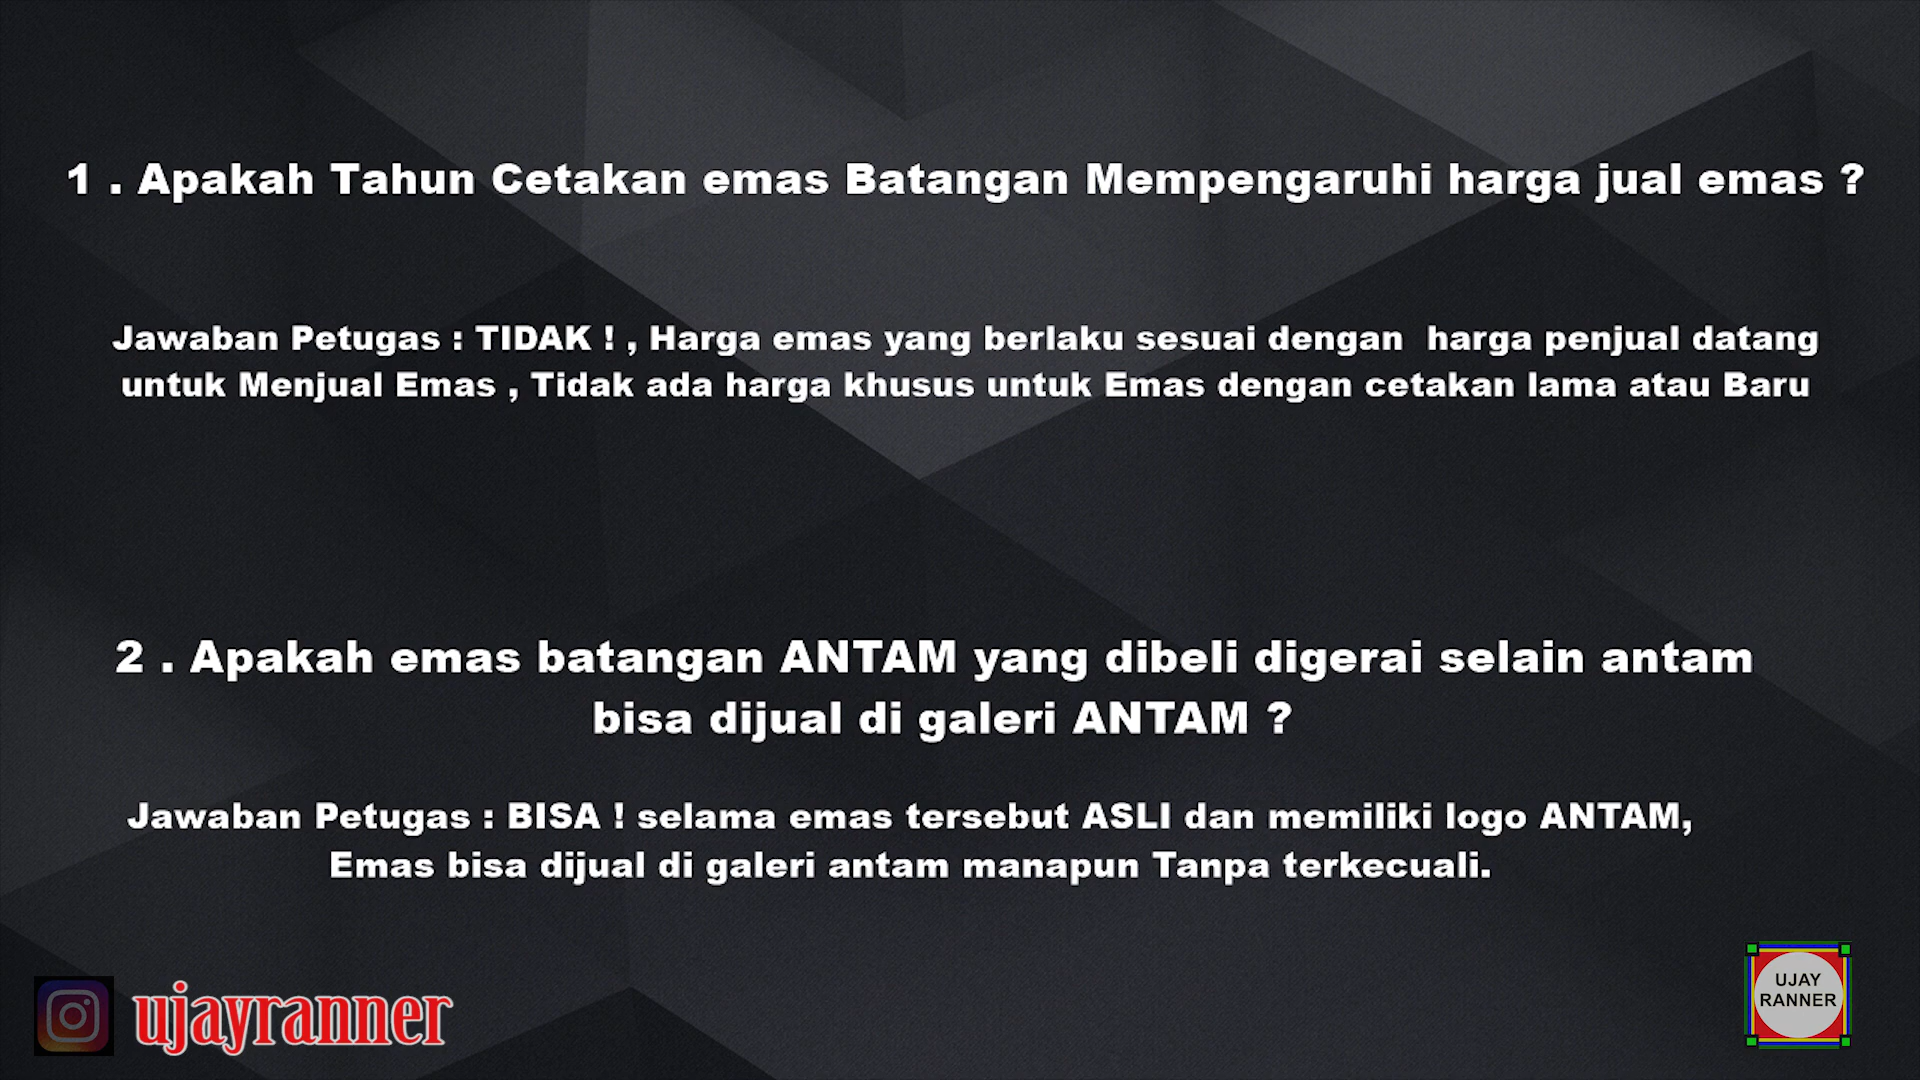 1 . Apakah Tahun Cetakan emas Batangan Mempengaruhi harga jual emas ?
Jawaban Petugas : TIDAK ! , Harga emas yang berlaku sesuai dengan  harga penjual datang
untuk Menjual Emas , Tidak ada harga khusus untuk Emas dengan cetakan lama atau Baru
2 . Apakah emas batangan ANTAM yang dibeli digerai selain antam
bisa dijual di galeri ANTAM ?
Jawaban Petugas : BISA ! selama emas tersebut ASLI dan memiliki logo ANTAM,
Emas bisa dijual di galeri antam manapun Tanpa terkecuali.
ujayranner
UJAY
RANNER